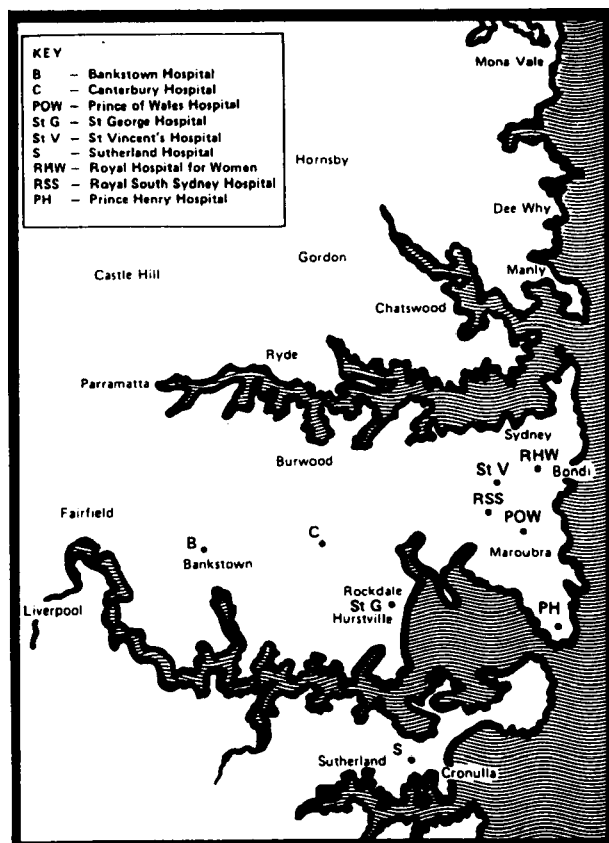 KEY
B – Bankstown Hospital
C – Canterbury Hospital
POW – Prince of Wales Hospital
St G – St George Hospital
St V – St Vincent's Hospital
S – Sutherland Hospital
RHW – Royal Hospital for Women
RSS – Royal South Sydney Hospital
PH – Prince Henry Hospital
Mona Vale
Hornsby
Dee Why
Gordon
Castle Hill
Manly
Chatswood
Ryde
Parramatta
Sydney
RHW
Burwood
St V
Bondi
RSS
Fairfield
POW
B
C
Maroubra
Bankstown
Rockdale
Liverpool
St G
PH
Hurstville
S
Sutherland
Cronulla